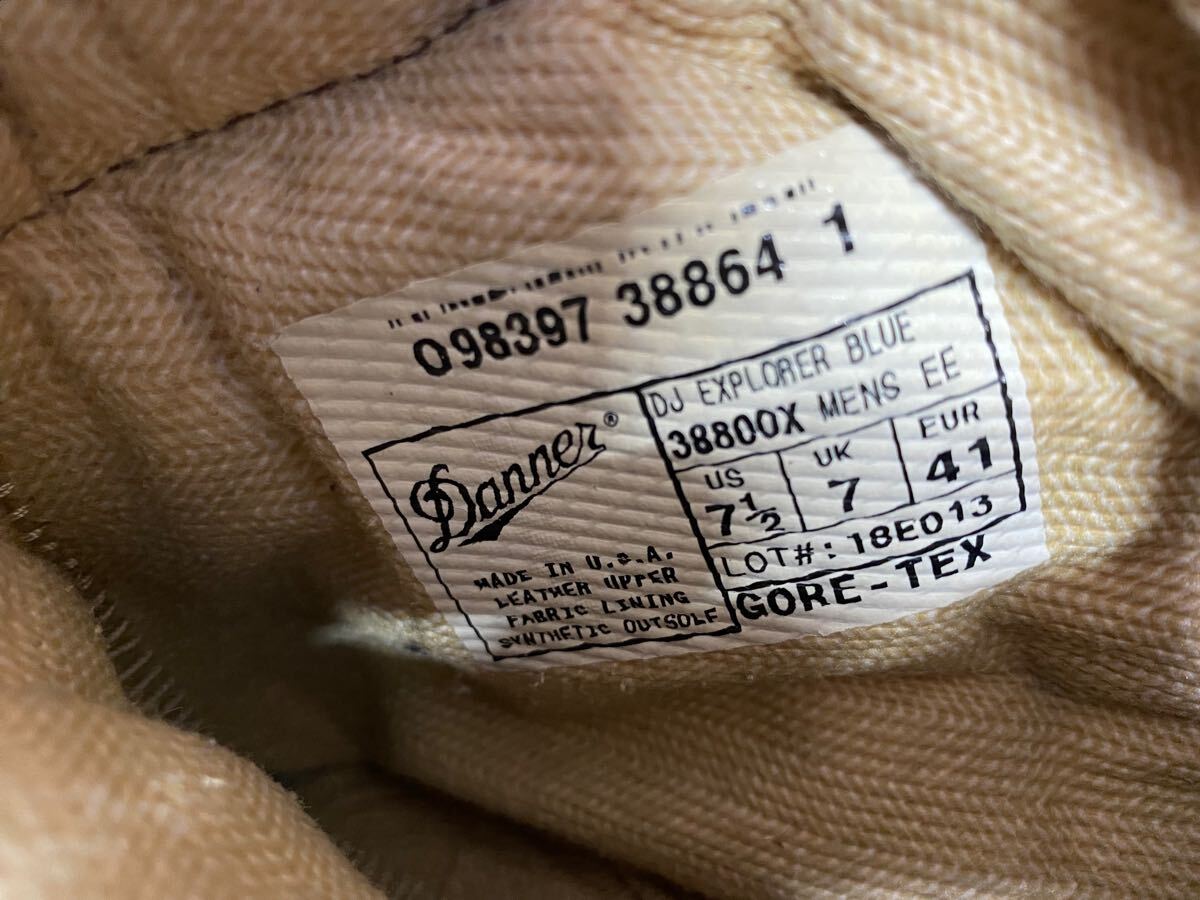 098397 38864 1
Danner®
MADE IN U.S.A.
LEATHER UPPER
FABRIC LINING
SYNTHETIC OUTSOLE
DJ EXPLORER BLUE
38800X MENS EE
US UK EUR
7½ 7 41
LOT#: 18E013
GORE-TEX